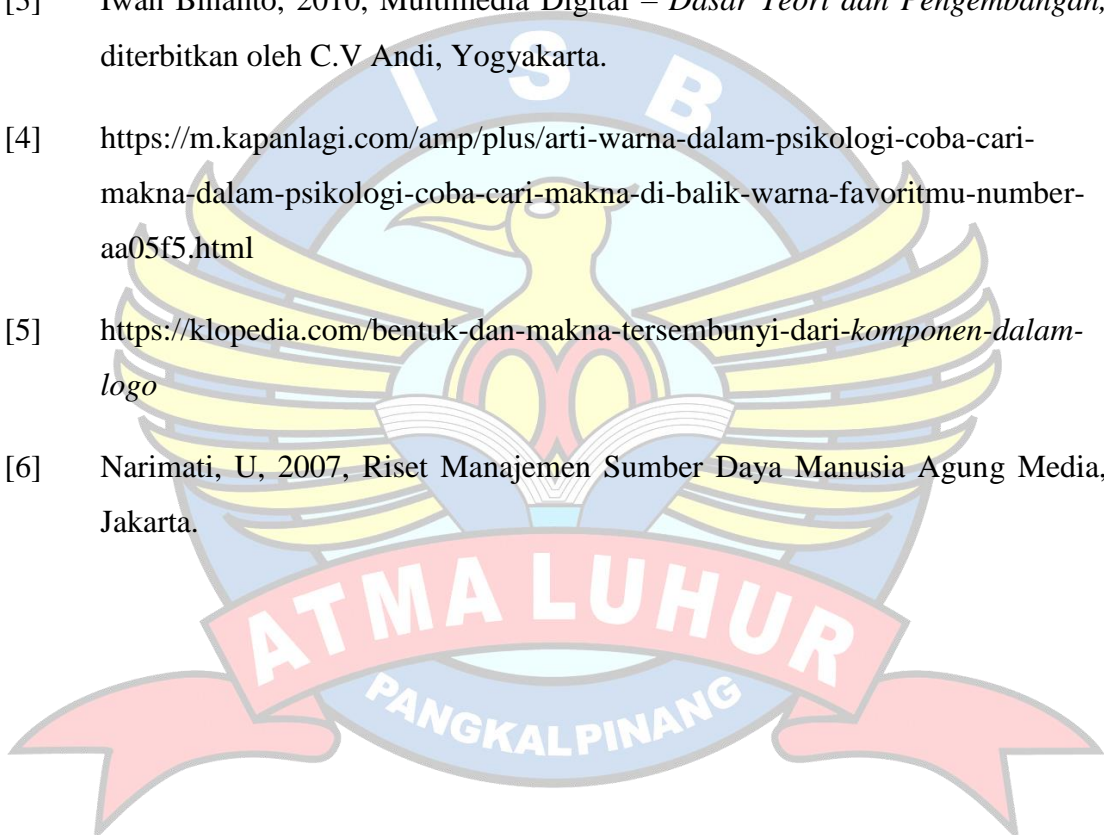 [3] Iwan Binanto, 2010, Multimedia Digital – Dasar Teori dan Pengembangan,
diterbitkan oleh C.V Andi, Yogyakarta.
[4] https://m.kapanlagi.com/amp/plus/arti-warna-dalam-psikologi-coba-cari-
makna-dalam-psikologi-coba-cari-makna-di-balik-warna-favoritmu-number-
aa05f5.html
[5] https://klopedia.com/bentuk-dan-makna-tersembunyi-dari-komponen-dalam-
logo
[6] Narimati, U, 2007, Riset Manajemen Sumber Daya Manusia Agung Media,
Jakarta.
I S B
ATMA LUHUR
PANGKALPINANG